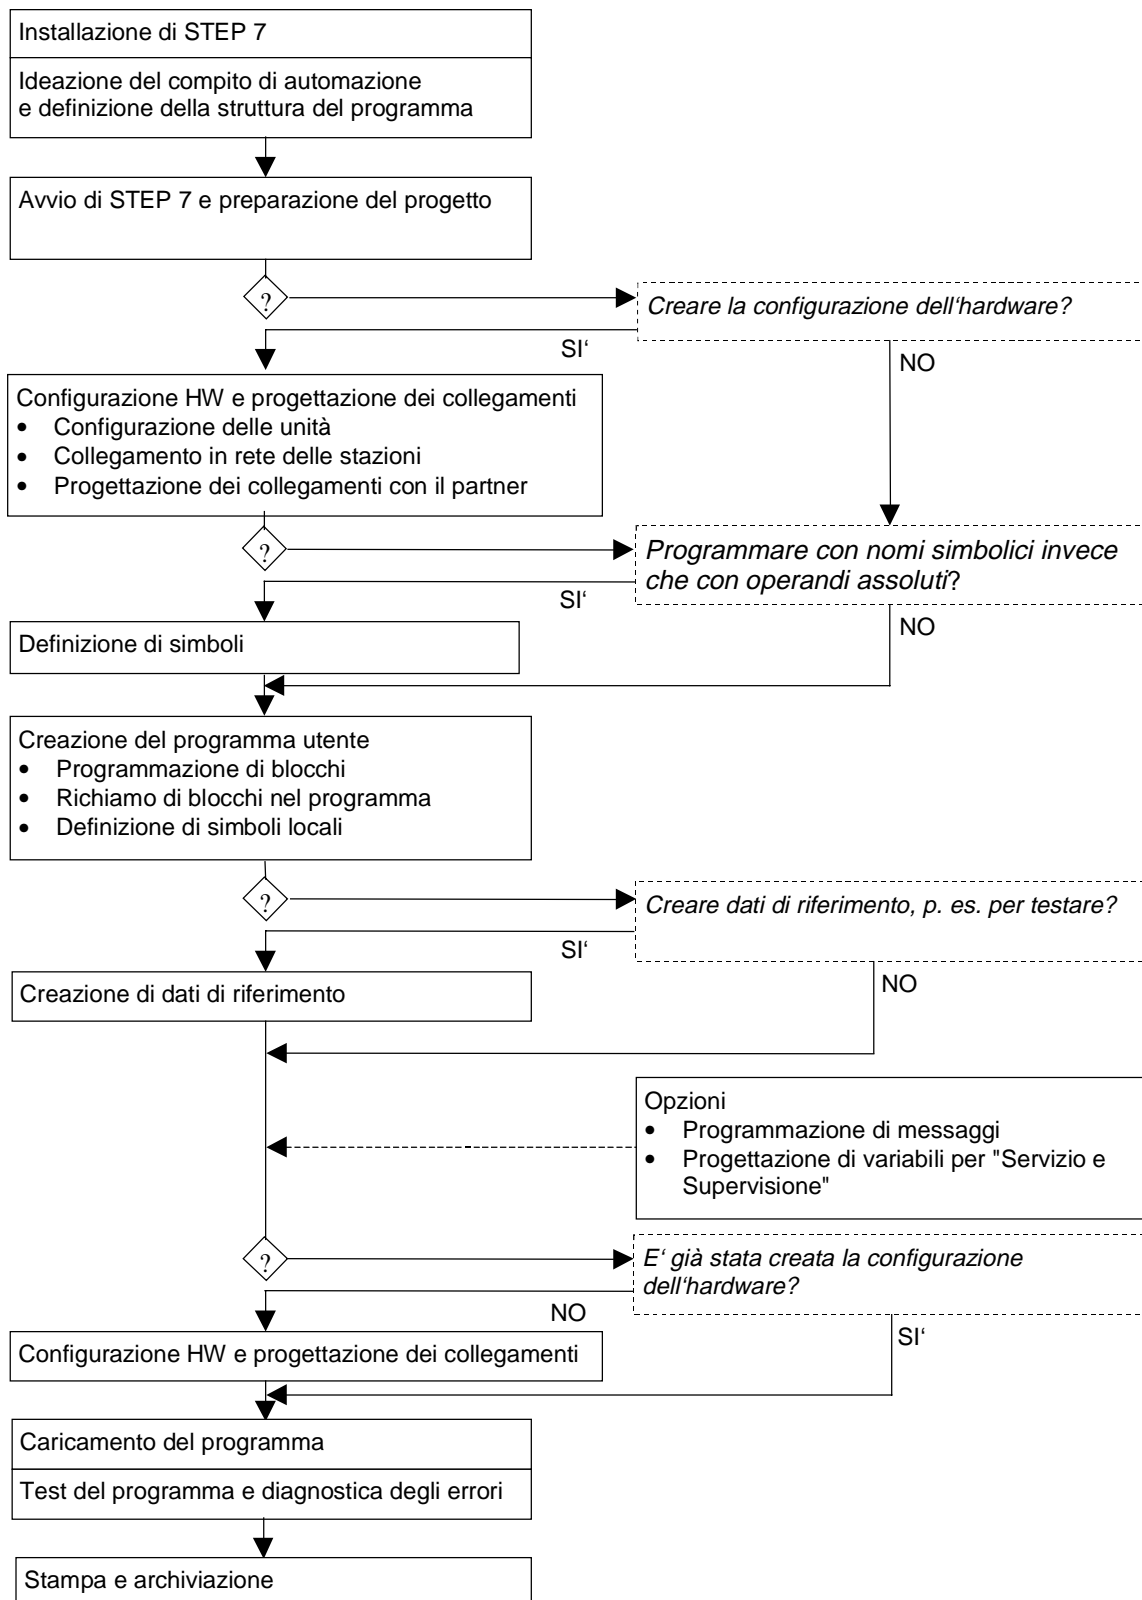 Installazione di STEP 7
Ideazione del compito di automazione
e definizione della struttura del programma
Avvio di STEP 7 e preparazione del progetto
?
Creare la configurazione dell‘hardware?
SI‘
NO
Configurazione HW e progettazione dei collegamenti
• Configurazione delle unità
• Collegamento in rete delle stazioni
• Progettazione dei collegamenti con il partner
?
Programmare con nomi simbolici invece
che con operandi assoluti?
SI‘
NO
Definizione di simboli
Creazione del programma utente
• Programmazione di blocchi
• Richiamo di blocchi nel programma
• Definizione di simboli locali
?
Creare dati di riferimento, p. es. per testare?
SI‘
NO
Creazione di dati di riferimento
Opzioni
• Programmazione di messaggi
• Progettazione di variabili per "Servizio e
Supervisione"
?
E‘ già stata creata la configurazione
dell‘hardware?
NO
SI‘
Configurazione HW e progettazione dei collegamenti
Caricamento del programma
Test del programma e diagnostica degli errori
Stampa e archiviazione